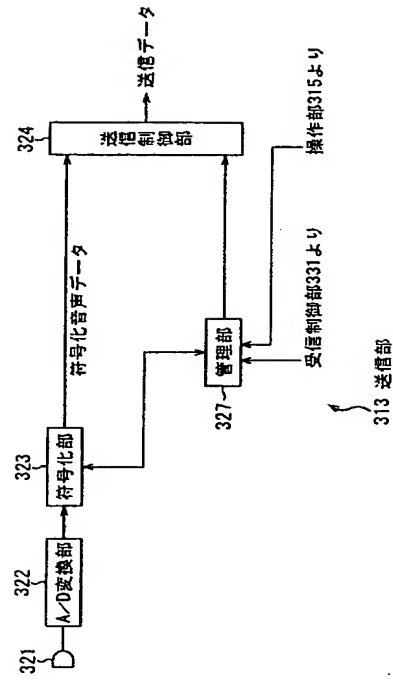 321
322
A/D変換部
323
符号化部
符号化音声データ
324
送信制御部
送信データ
327
管理部
受信制御部331より
操作部315より
313 送信部